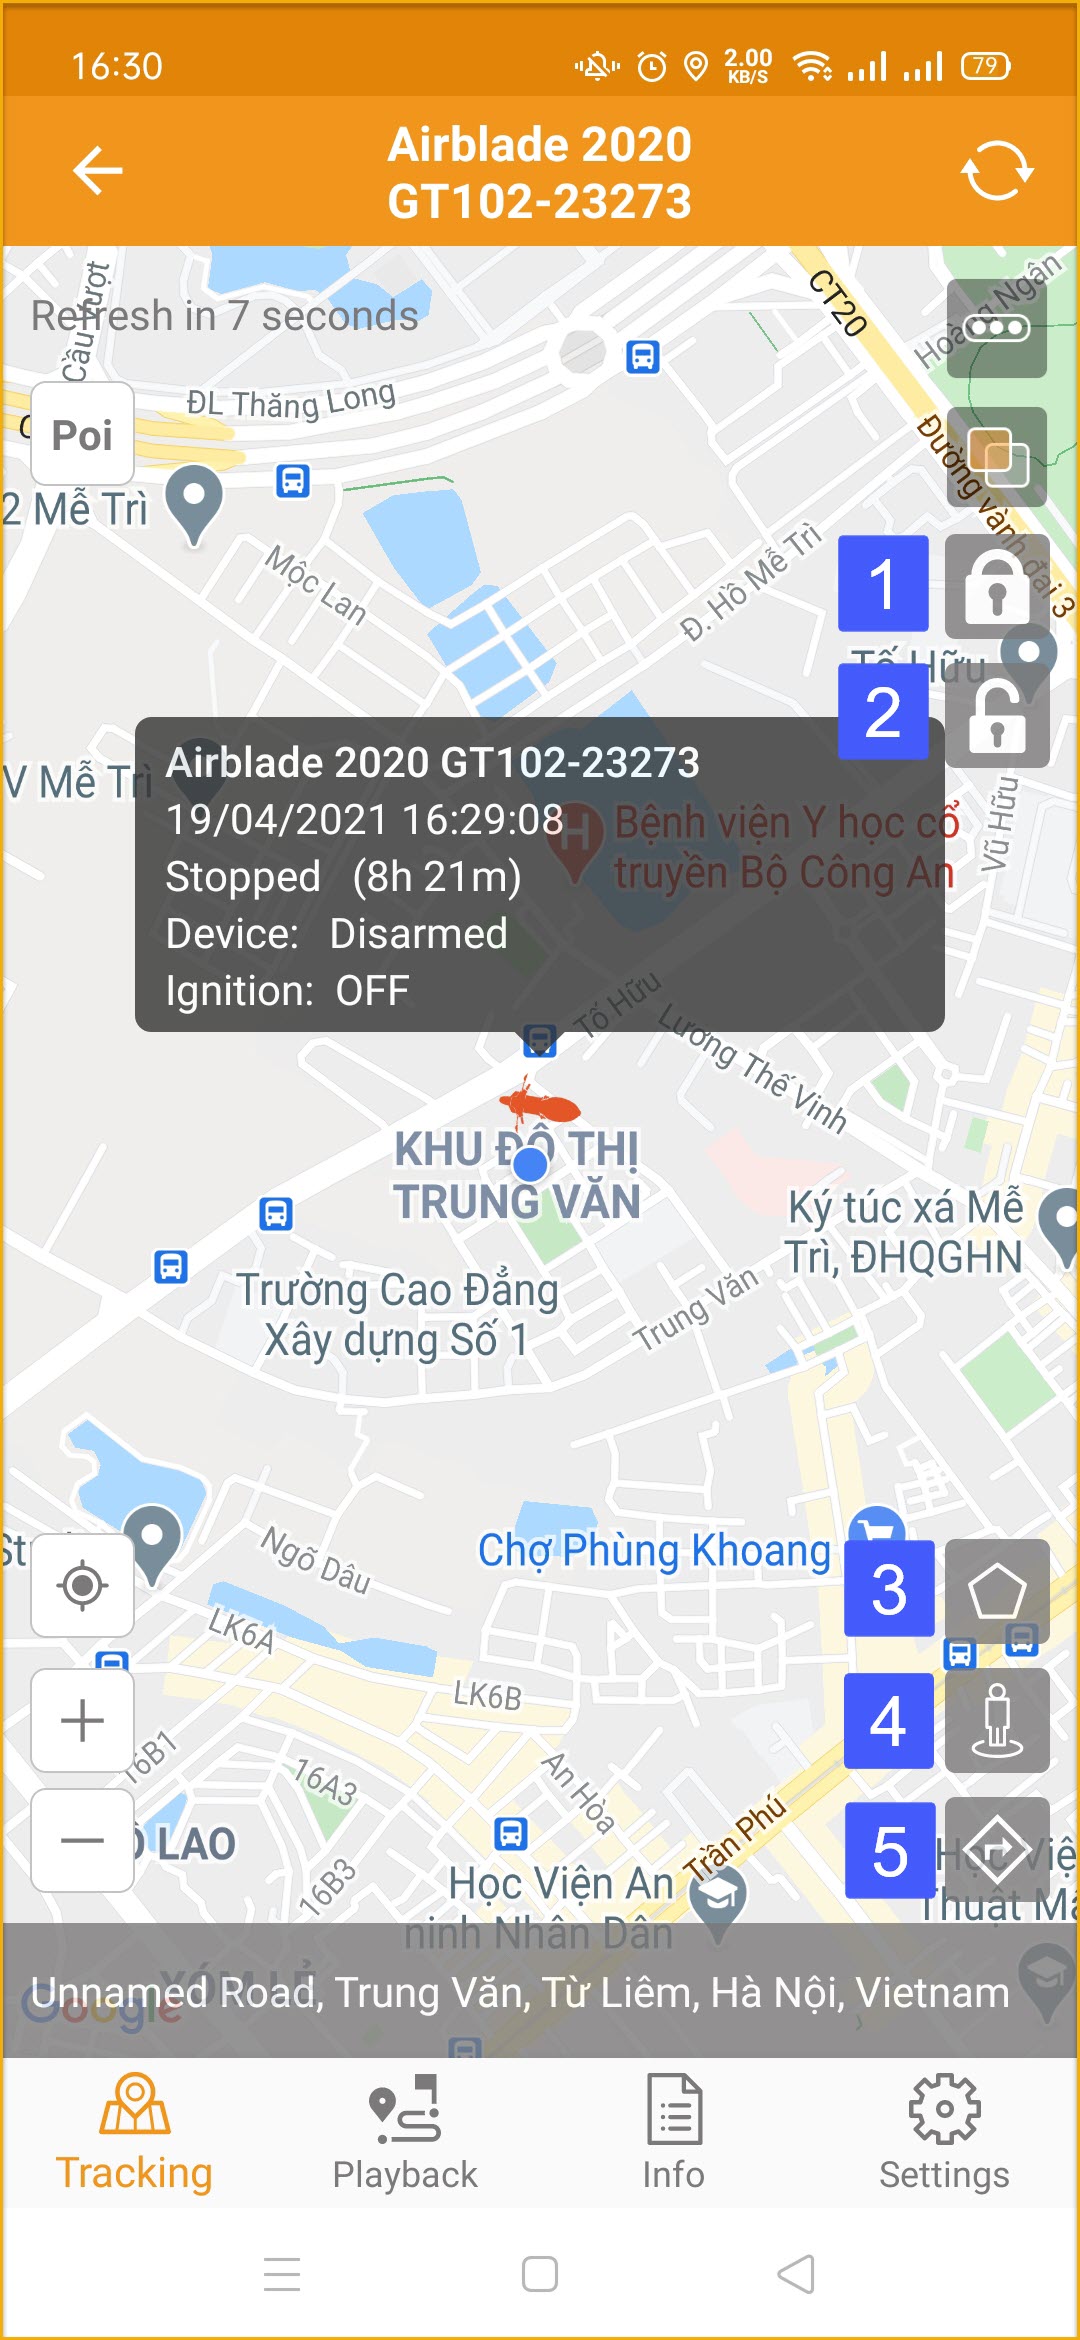 16:30
2.00
KB/S
79
Airblade 2020
GT102-23273
Cầu Vượt
Refresh in 7 seconds
CT20
Hoàng Ngân
ĐL Thăng Long
Poi
Đường vành đai 3
2 Mễ Trì
Mộc Lan
Đ. Hồ Mễ Trì
1
Tố Hữu
2
V Mễ Trì
Airblade 2020 GT102-23273
19/04/2021 16:29:08
Stopped (8h 21m)
Device: Disarmed
Ignition: OFF
H
Bệnh viện Y học cổ
truyền Bộ Công An
Vũ Hữu
Tố Hữu
Lương Thế Vinh
KHU ĐÔ THỊ
TRUNG VĂN
Ký túc xá Mễ
Trì, ĐHQGHN
Trường Cao Đẳng
Xây dựng Số 1
Trung Văn
Ngõ Dâu
Chợ Phùng Khoang
3
LK6A
LK6B
4
16B1
16A3
An Hòa
Trần Phú
5
LAO
16B3
Học Viện An
ninh Nhân Dân
Thuật
XÓM LẺ
Google
Unnamed Road, Trung Văn, Từ Liêm, Hà Nội, Vietnam
Tracking
Playback
Info
Settings